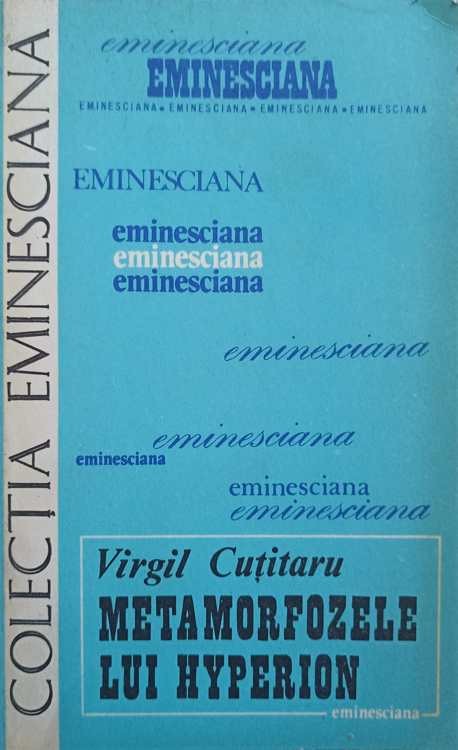 COLECȚIA EMINESCIANA
eminesciana
EMINESCIANA
EMINESCIANA★EMINESCIANA★EMINESCIANA★EMINESCIANA
EMINESCIANA
eminesciana
eminesciana
eminesciana
eminesciana
eminesciana
eminesciana
eminesciana
eminesciana
Virgil Cuțitaru
METAMORFOZELE
LUI HYPERION
eminesciana